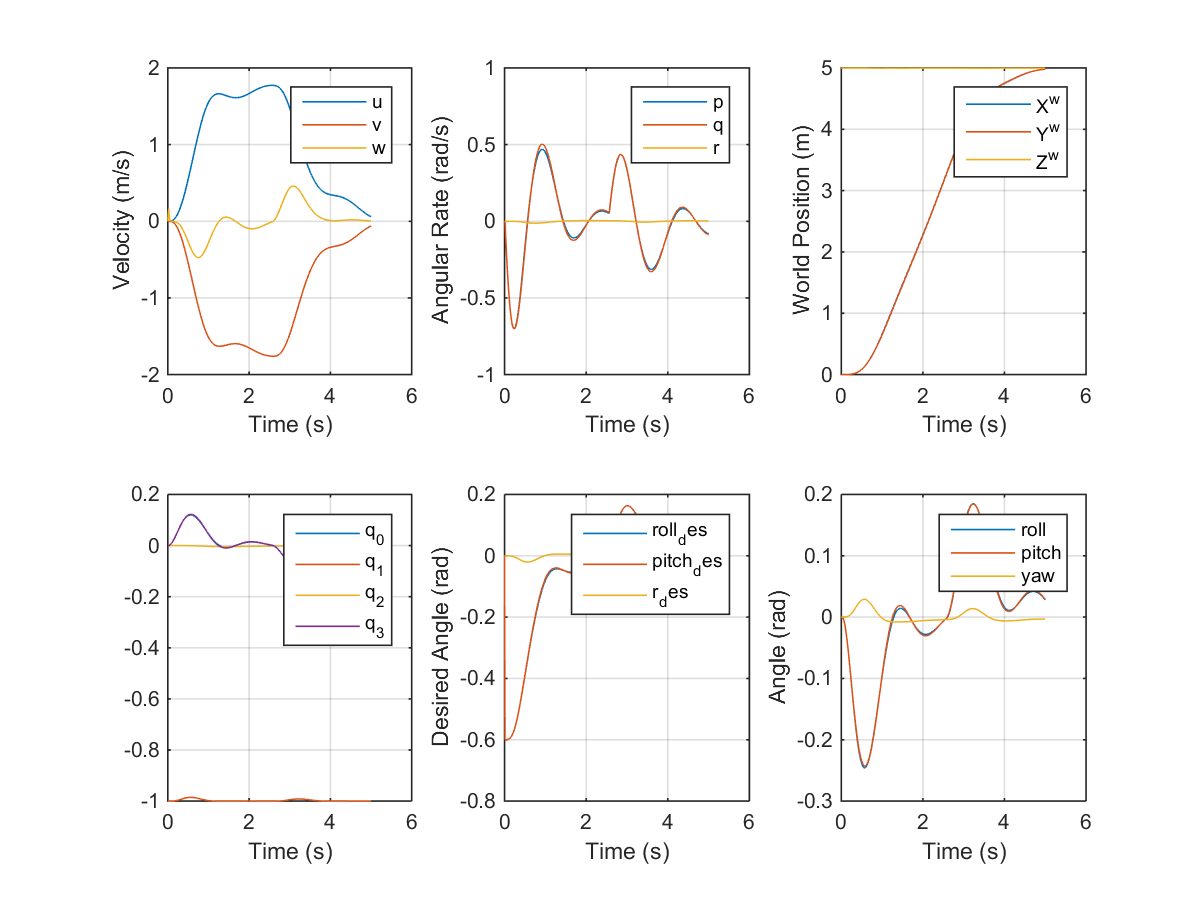 2
1
0
-1
-2
Velocity (m/s)
0 2 4 6
Time (s)
u
v
w
1
0.5
0
-0.5
-1
Angular Rate (rad/s)
0 2 4 6
Time (s)
p
q
r
5
4
3
2
1
0
World Position (m)
0 2 4 6
Time (s)
X^w
Y^w
Z^w
0.2
0
-0.2
-0.4
-0.6
-0.8
-1
0 2 4 6
Time (s)
q_0
q_1
q_2
q_3
0.2
0
-0.2
-0.4
-0.6
-0.8
Desired Angle (rad)
0 2 4 6
Time (s)
roll_des
pitch_des
r_des
0.2
0.1
0
-0.1
-0.2
-0.3
Angle (rad)
0 2 4 6
Time (s)
roll
pitch
yaw